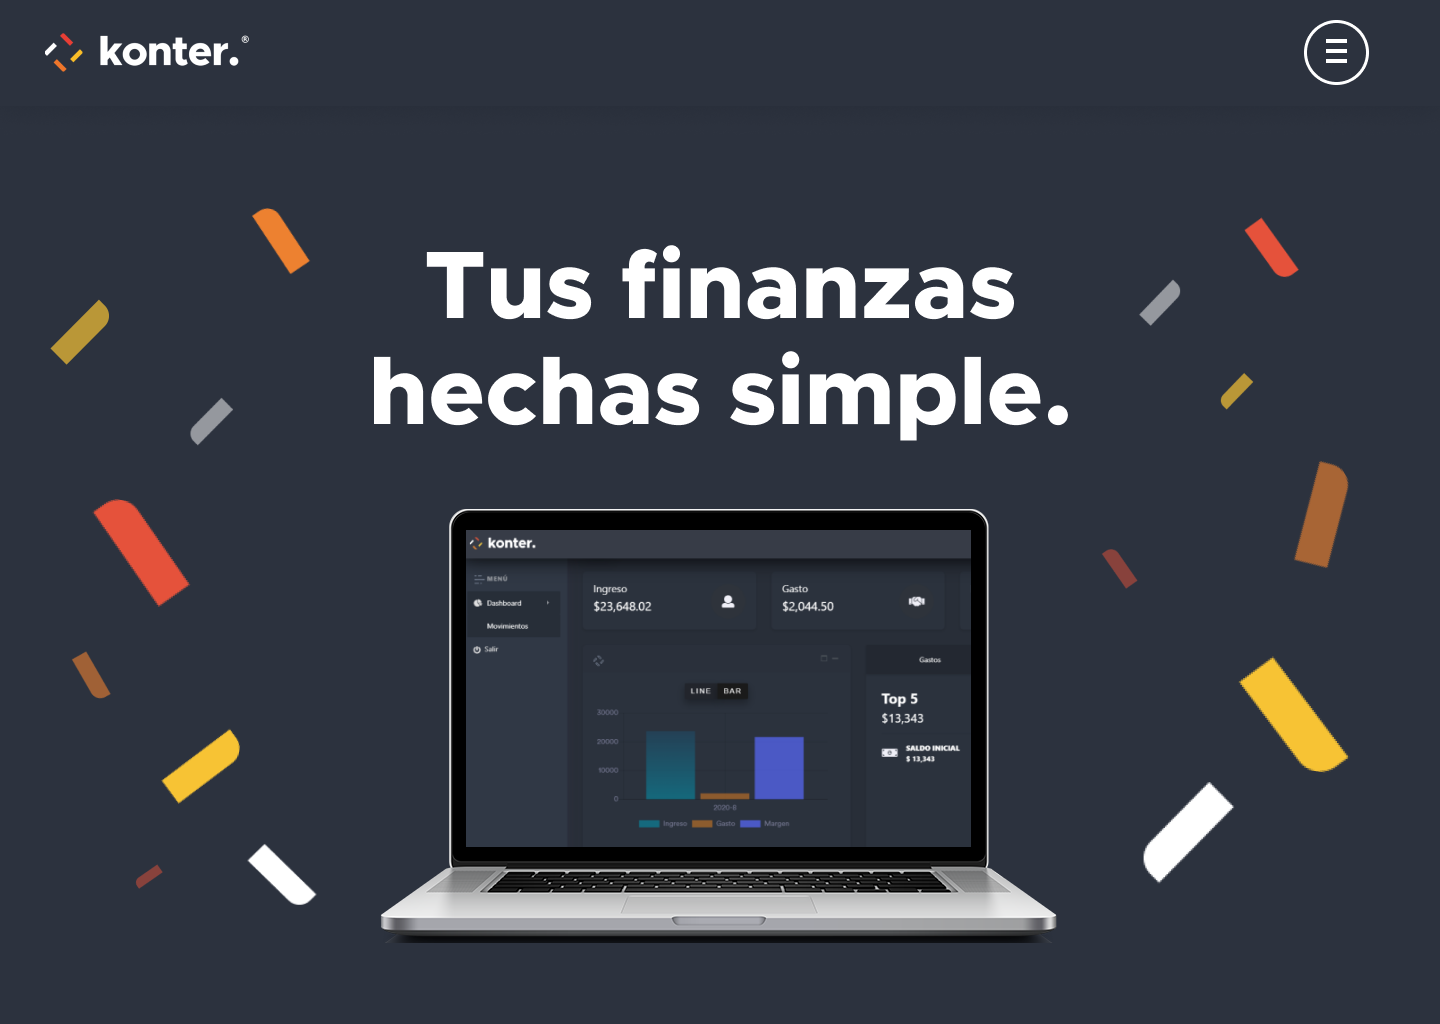 konter.®
Tus finanzas
hechas simple.
konter.
MENÚ
Dashboard
Movimientos
Salir
Ingreso
$23,648.02
Gasto
$2,044.50
LINE BAR
30000
20000
10000
0
2020-8
Ingreso Gasto Margen
Gastos
Top 5
$13,343
SALDO INICIAL
$ 13,343